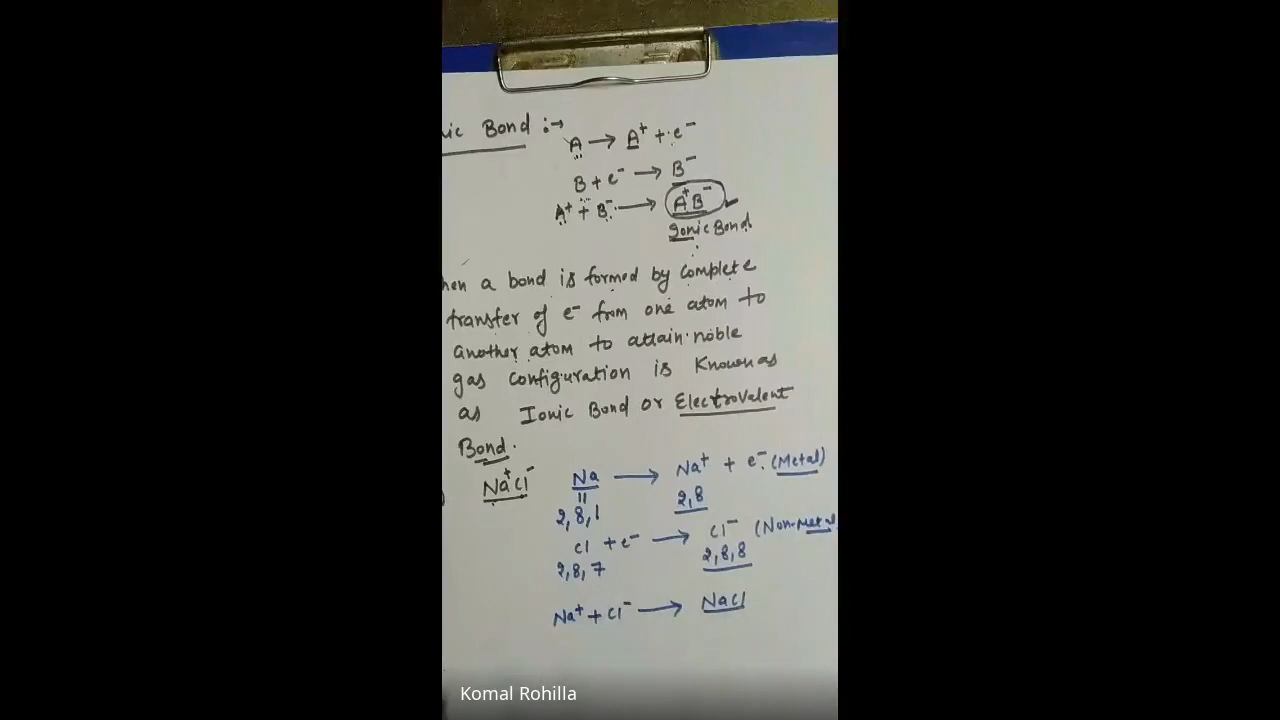 ic Bond :→
A → A⁺ + e⁻
B + e⁻ → B⁻
A⁺ + B⁻ → A⁺B⁻
Ionic Bond
hen a bond is formed by complete
transfer of e⁻ from one atom to
another atom to attain noble
gas configuration is Known as
as Ionic Bond or Electrovalent
Bond.
Na⁺Cl⁻ Na → Na⁺ + e⁻ (Metal)
2,8,1 2,8
Cl + e⁻ → Cl⁻ (Non-Metal
2,8,7 2,8,8
Na⁺ + Cl⁻ → NaCl
Komal Rohilla